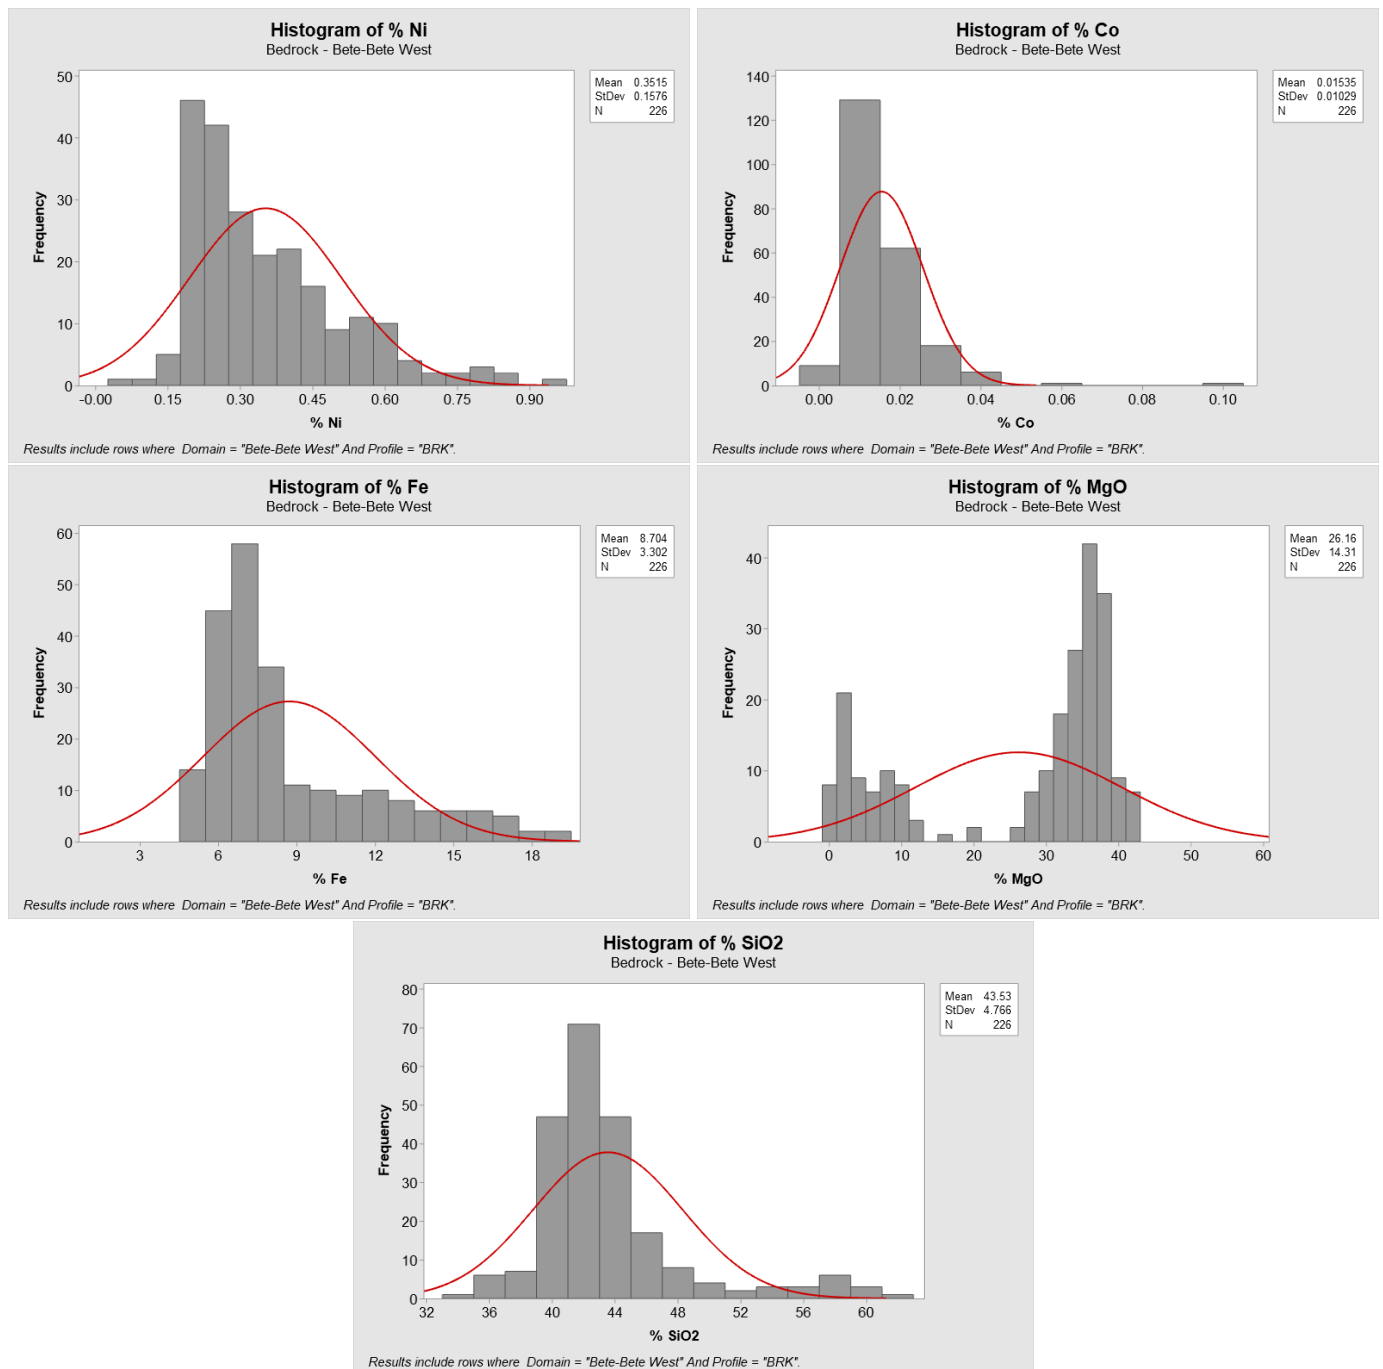 Histogram of % Ni
Bedrock - Bete-Bete West
Mean 0.3515
StDev 0.1576
N 226
50
40
30
20
10
0
Frequency
-0.00 0.15 0.30 0.45 0.60 0.75 0.90
% Ni
Results include rows where Domain = "Bete-Bete West" And Profile = "BRK".
Histogram of % Co
Bedrock - Bete-Bete West
Mean 0.01535
StDev 0.01029
N 226
140
120
100
80
60
40
20
0
Frequency
0.00 0.02 0.04 0.06 0.08 0.10
% Co
Results include rows where Domain = "Bete-Bete West" And Profile = "BRK".
Histogram of % Fe
Bedrock - Bete-Bete West
Mean 8.704
StDev 3.302
N 226
60
50
40
30
20
10
0
Frequency
3 6 9 12 15 18
% Fe
Results include rows where Domain = "Bete-Bete West" And Profile = "BRK".
Histogram of % MgO
Bedrock - Bete-Bete West
Mean 26.16
StDev 14.31
N 226
40
30
20
10
0
Frequency
0 10 20 30 40 50 60
% MgO
Results include rows where Domain = "Bete-Bete West" And Profile = "BRK".
Histogram of % SiO2
Bedrock - Bete-Bete West
Mean 43.53
StDev 4.766
N 226
80
70
60
50
40
30
20
10
0
Frequency
32 36 40 44 48 52 56 60
% SiO2
Results include rows where Domain = "Bete-Bete West" And Profile = "BRK".